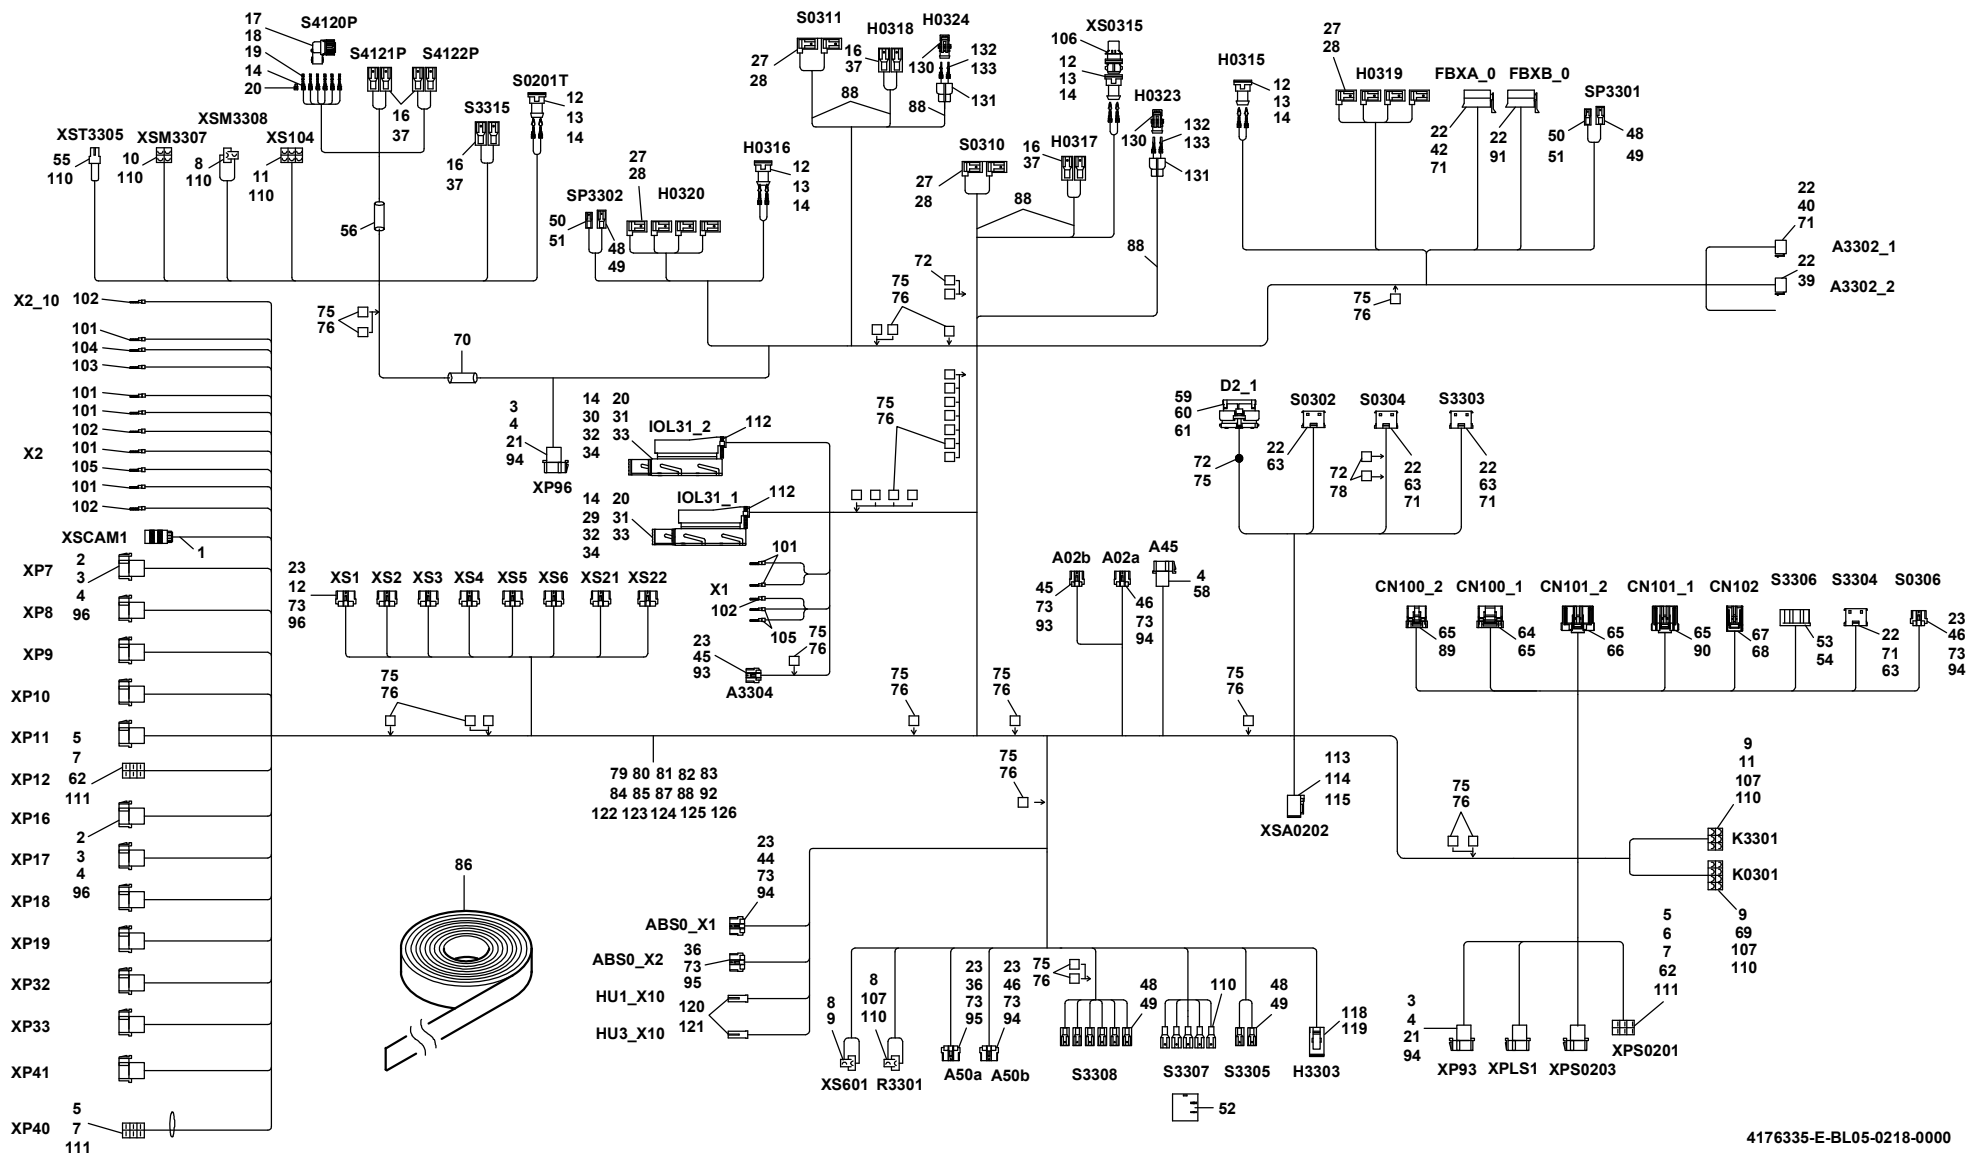 17 S4120P
18
19
14
20
S4121P S4122P
16
37
S0201T
12
13
14
S3315
16
37
XST3305
55
110
XSM3307
10
110
XSM3308
8
110
XS104
11
110
56
S0311
27
28
H0318
16
37
H0324
130
132
133
131
88
88
XS0315
106
12
13
14
H0323
130
132
133
131
88
H0315
12
13
14
27
28
H0319
FBXA_0
22
42
71
FBXB_0
22
91
SP3301
50
51
48
49
SP3302
50
51
48
49
27
28
H0320
H0316
12
13
14
S0310
27
28
H0317
16
37
88
22
40
71
A3302_1
22
39
A3302_2
72
75
76
75
76
75
76
70
X2_10 102
101
104
103
101
101
102
X2
101
105
101
102
XSCAM1
1
XP7
2
3
4
96
XP8
XP9
XP10
XP11
5
7
62
111
XP12
XP16
2
3
4
96
XP17
XP18
XP19
XP32
XP33
XP41
XP40
5
7
111
3
4
21
94
XP96
14 20
30 31
32 33
34
IOL31_2
112
14 20
29 31
32 33
34
IOL31_1
112
75
76
101
X1
102
105
75
76
23
45
93
A3304
23
12
73
96
XS1 XS2 XS3 XS4 XS5 XS6 XS21 XS22
75
76
75
76
75
76
75
76
D2_1
59
60
61
72
75
S0302
22
63
S0304
72
78
22
63
71
S3303
22
63
71
A02b
45
73
93
A02a
46
73
94
A45
4
58
CN100_2
65
89
CN100_1
64
65
CN101_2
65
66
CN101_1
65
90
CN102
67
68
S3306
53
54
S3304
22
71
63
S0306
23
46
73
94
79 80 81 82 83
84 85 87 88 92
122 123 124 125 126
75
76
113
114
115
XSA0202
75
76
9
11
107
110
K3301
K0301
9
69
107
110
86
23
44
73
94
ABS0_X1
ABS0_X2
36
73
95
HU1_X10
120
121
HU3_X10
8
9
XS601
8
107
110
R3301
23
36
73
95
A50a
23
46
73
94
A50b
75
76
48
49
S3308
110
S3307
52
48
49
S3305
118
119
H3303
3
4
21
94
XP93
XPLS1
XPS0203
5
6
7
62
111
XPS0201
4176335-E-BL05-0218-0000